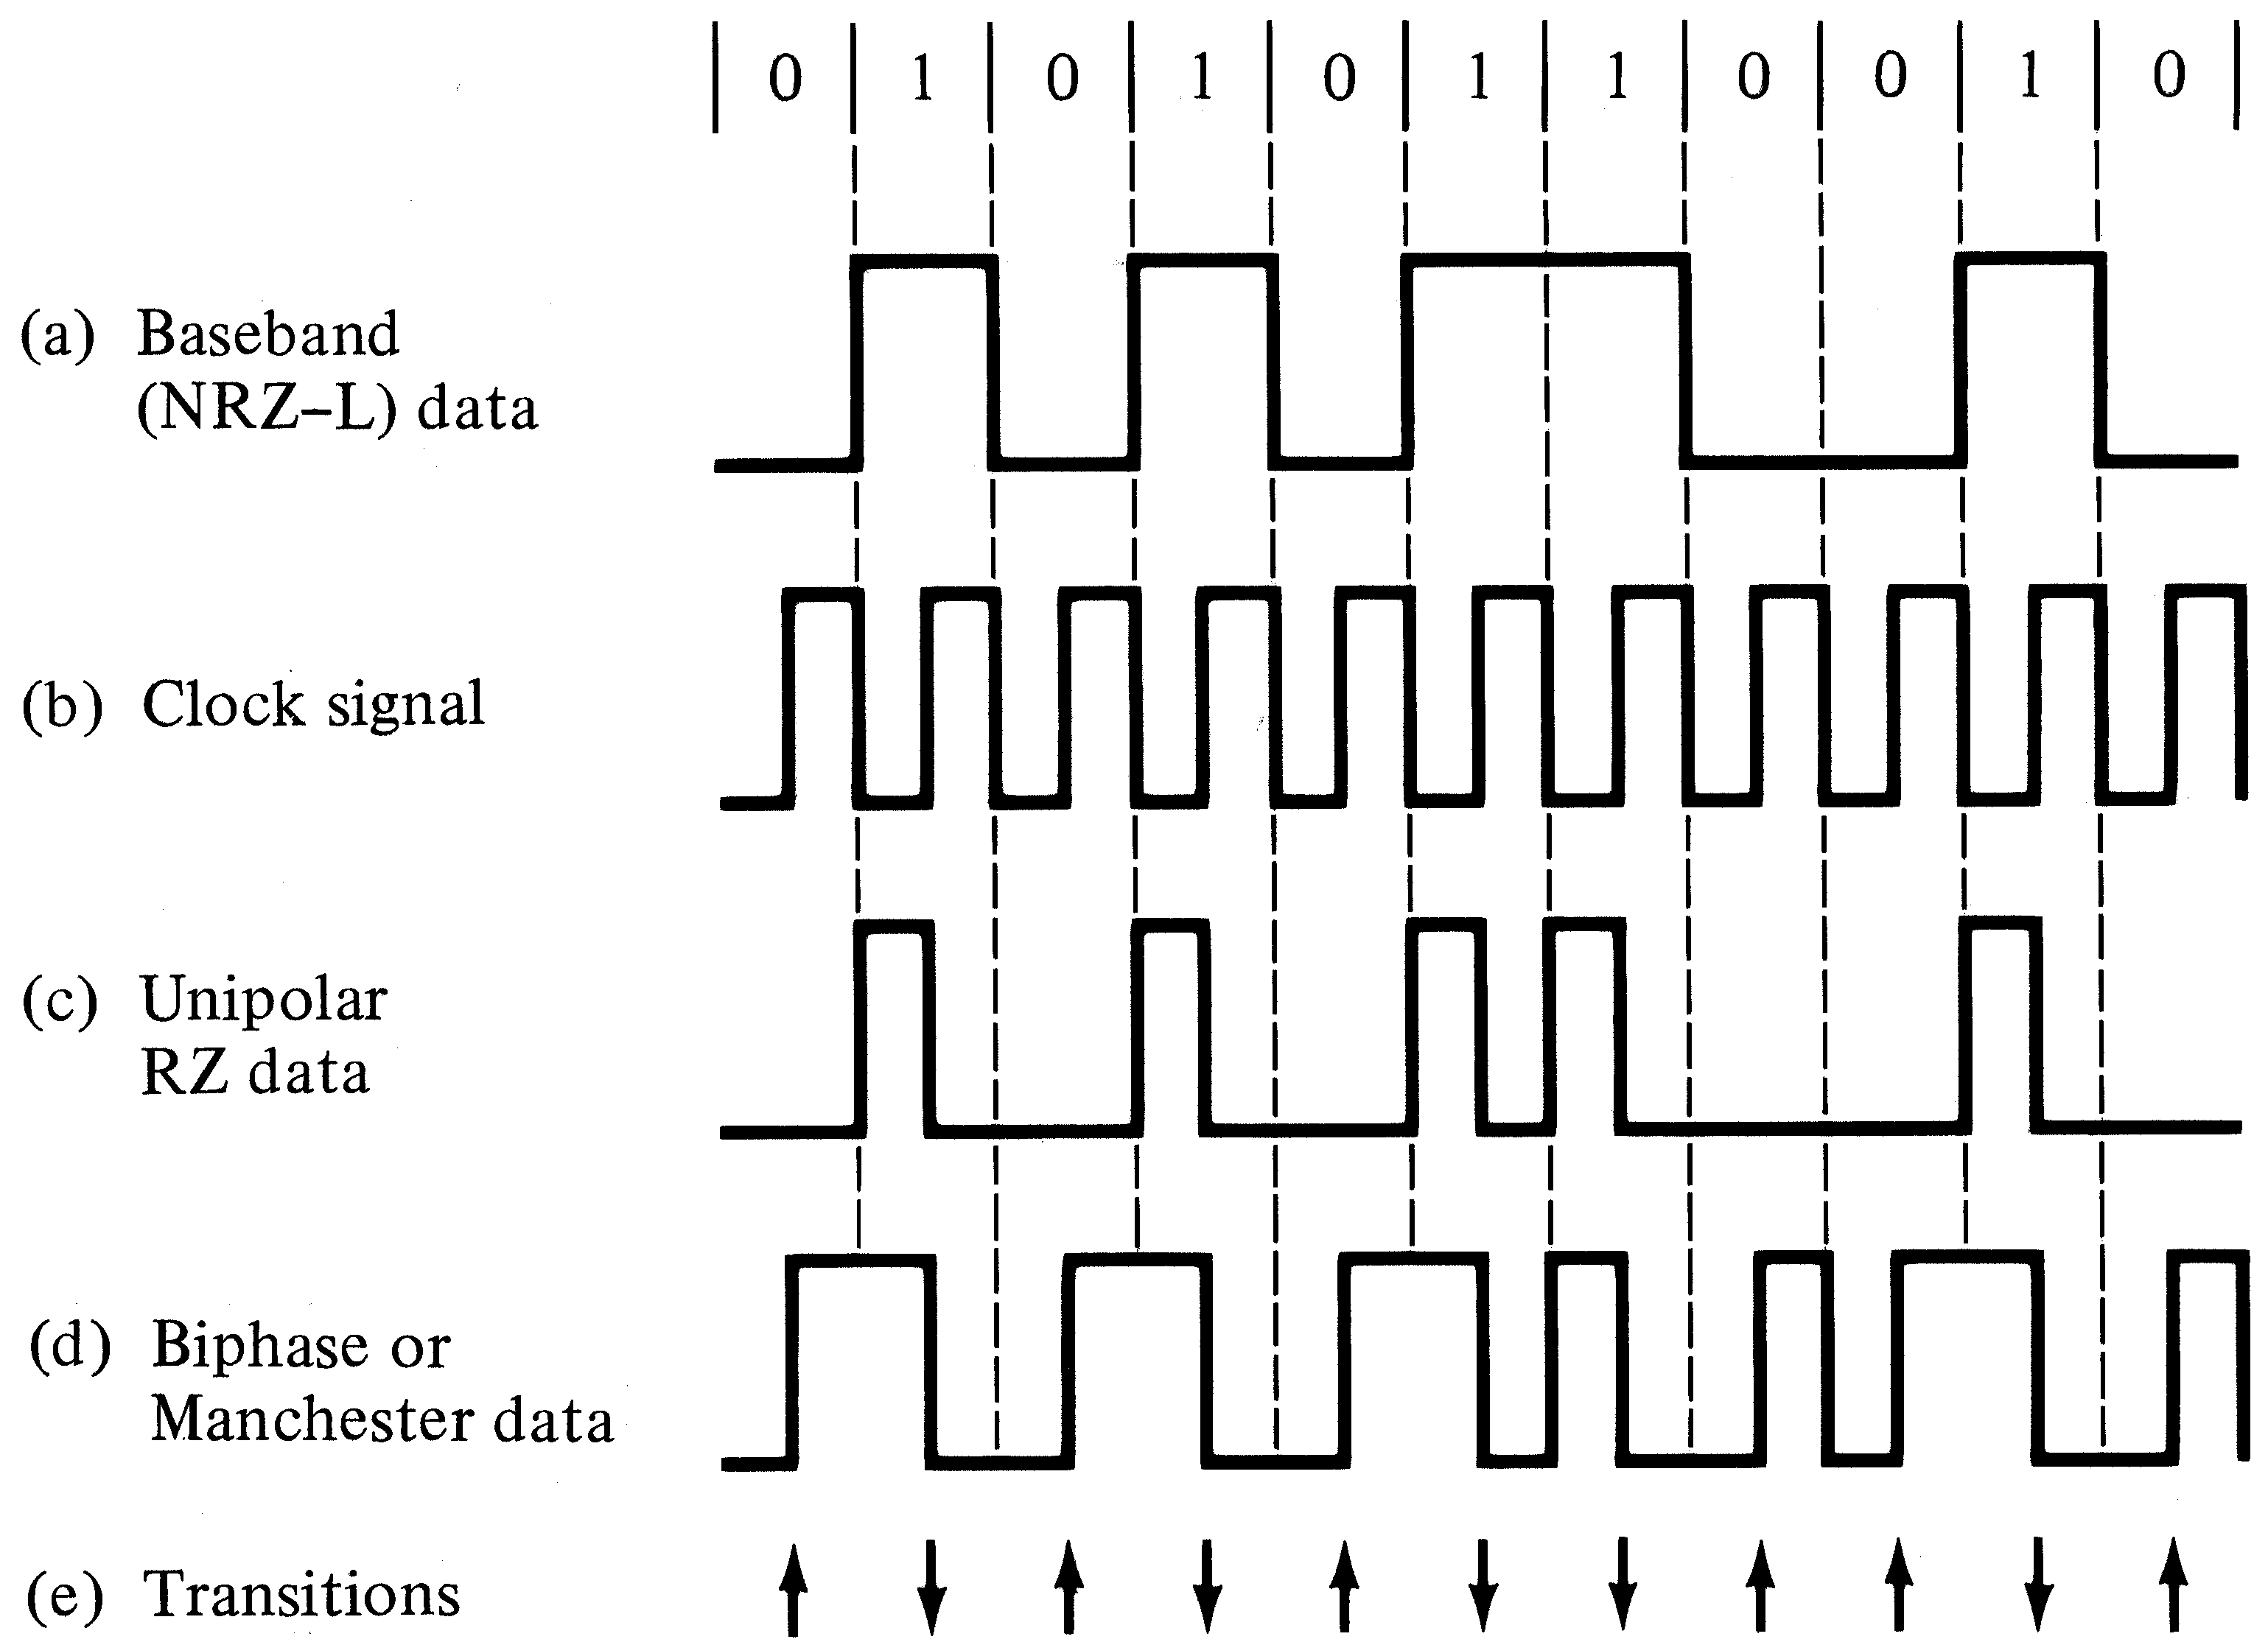 0 1 0 1 0 1 1 0 0 1 0
(a) Baseband
(NRZ–L) data
(b) Clock signal
(c) Unipolar
RZ data
(d) Biphase or
Manchester data
(e) Transitions